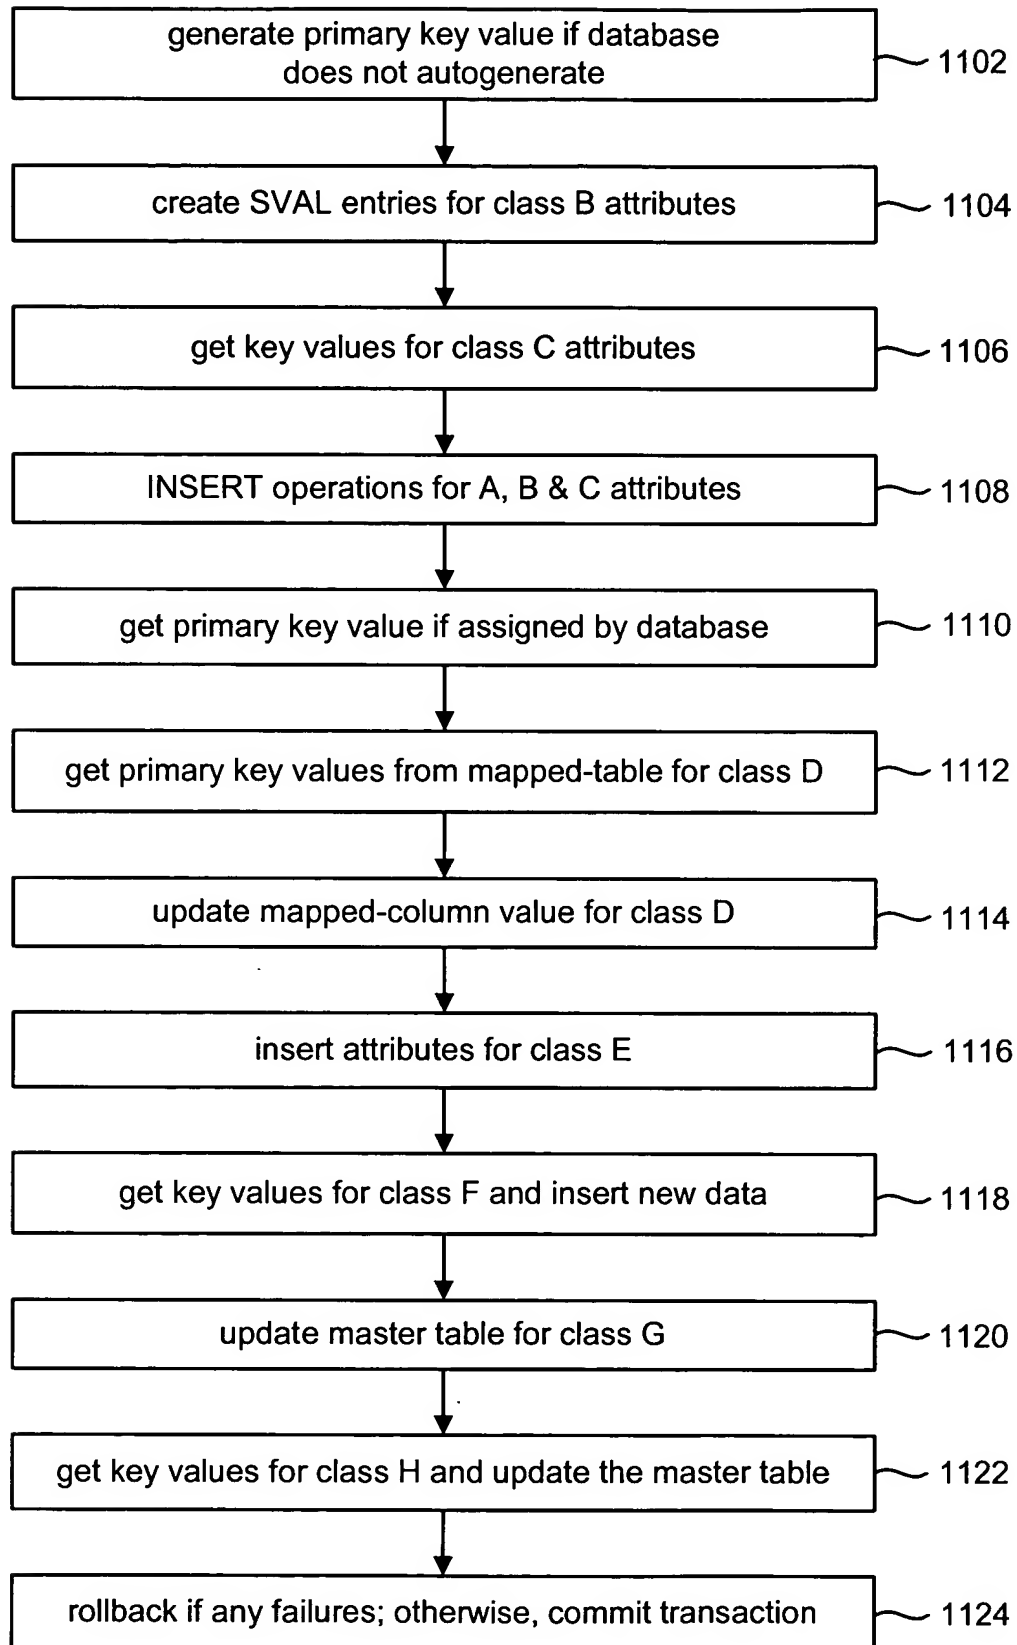 generate primary key value if database
does not autogenerate
1102
create SVAL entries for class B attributes
1104
get key values for class C attributes
1106
INSERT operations for A, B & C attributes
1108
get primary key value if assigned by database
1110
get primary key values from mapped-table for class D
1112
update mapped-column value for class D
1114
insert attributes for class E
1116
get key values for class F and insert new data
1118
update master table for class G
1120
get key values for class H and update the master table
1122
rollback if any failures; otherwise, commit transaction
1124